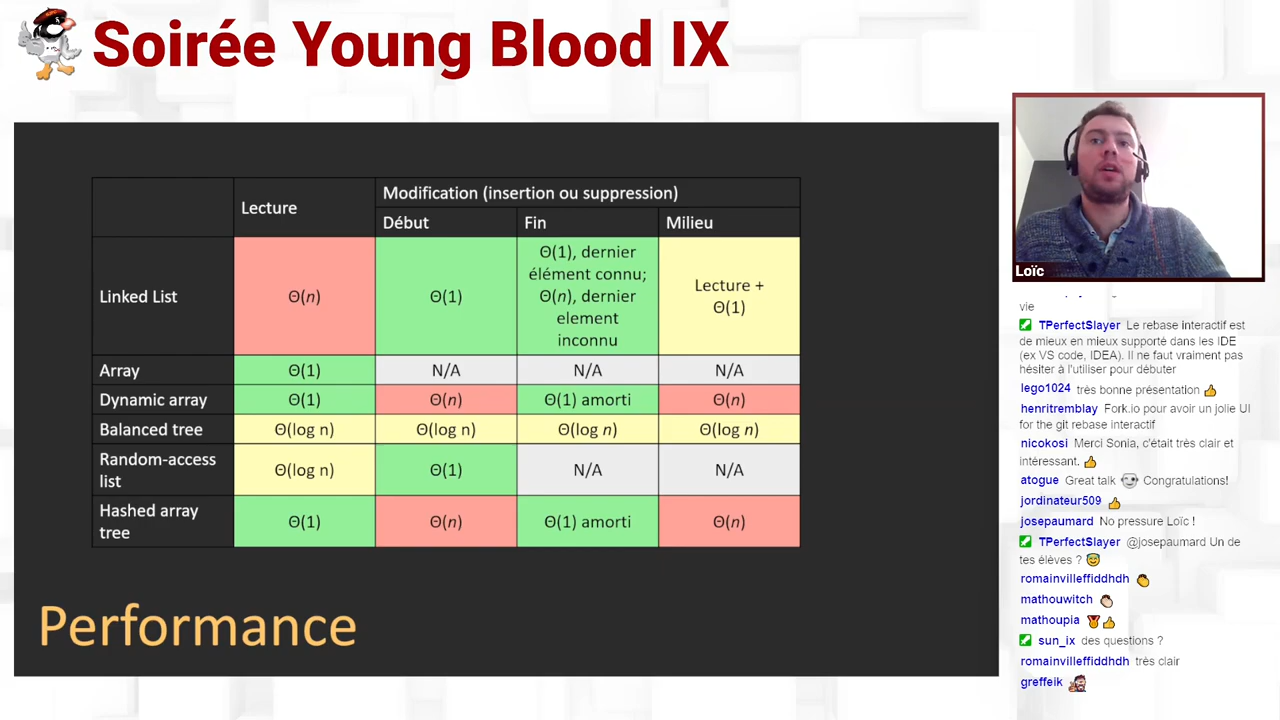 Soirée Young Blood IX
Lecture
Modification (insertion ou suppression)
Début
Fin
Milieu
Linked List
Θ(n)
Θ(1)
Θ(1), dernier
élément connu;
Θ(n), dernier
element
inconnu
Lecture +
Θ(1)
Array
Θ(1)
N/A
N/A
N/A
Dynamic array
Θ(1)
Θ(n)
Θ(1) amorti
Θ(n)
Balanced tree
Θ(log n)
Θ(log n)
Θ(log n)
Θ(log n)
Random-access
list
Θ(log n)
Θ(1)
N/A
N/A
Hashed array
tree
Θ(1)
Θ(n)
Θ(1) amorti
Θ(n)
Performance
Loïc
vie
TPerfectSlayer Le rebase interactif est
de mieux en mieux supporté dans les IDE
(ex VS code, IDEA). Il ne faut vraiment pas
hésiter à l'utiliser pour débuter
lego1024 très bonne présentation
henritremblay Fork.io pour avoir un jolie UI
for the git rebase interactif
nicokosi Merci Sonia, c'était très clair et
intéressant.
atogue Great talk Congratulations!
jordinateur509
josepaumard No pressure Loïc !
TPerfectSlayer @josepaumard Un de
tes élèves ?
romainvilleffiddhdh
mathouwitch
mathoupia
sun_ix des questions ?
romainvilleffiddhdh très clair
greffeik